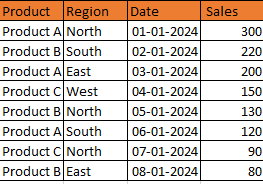 Product Region Date Sales
Product A North 01-01-2024 300
Product B South 02-01-2024 220
Product A East 03-01-2024 200
Product C West 04-01-2024 150
Product B North 05-01-2024 130
Product A South 06-01-2024 120
Product C North 07-01-2024 90
Product B East 08-01-2024 80